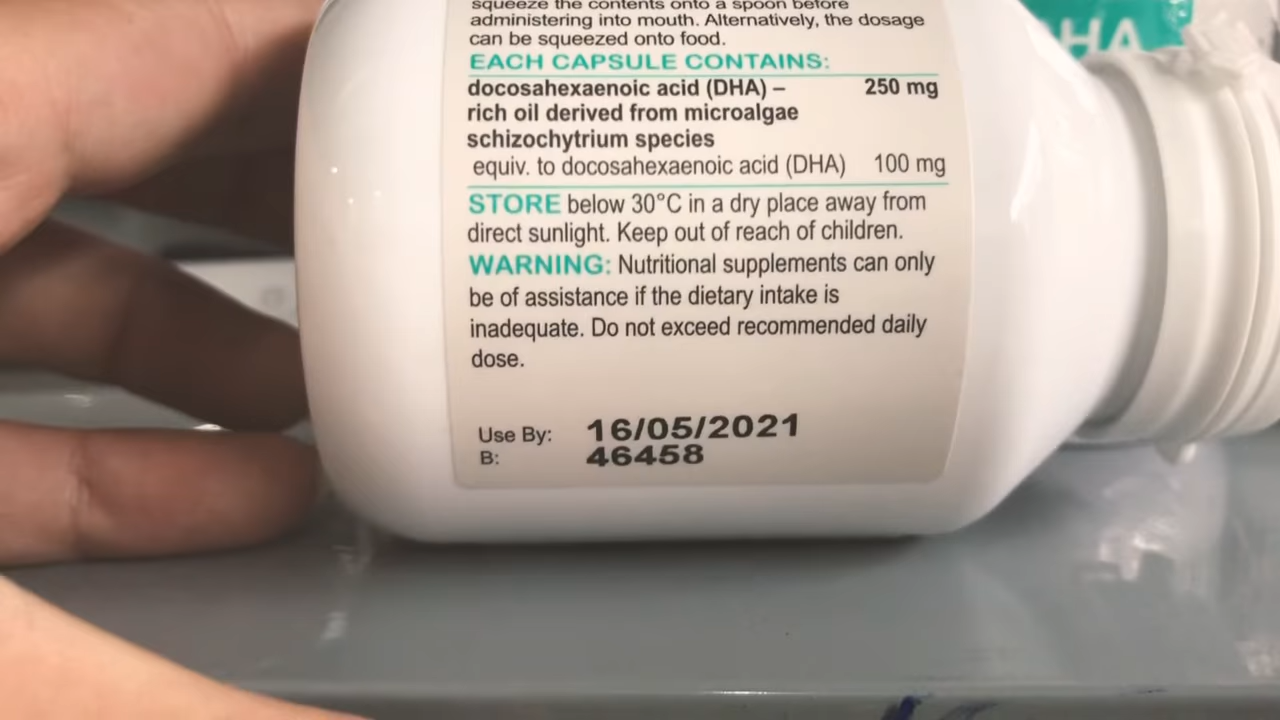 squeeze the contents onto a spoon before
administering into mouth. Alternatively, the dosage
can be squeezed onto food.
EACH CAPSULE CONTAINS:
docosahexaenoic acid (DHA) – 250 mg
rich oil derived from microalgae
schizochytrium species
equiv. to docosahexaenoic acid (DHA) 100 mg
STORE below 30°C in a dry place away from
direct sunlight. Keep out of reach of children.
WARNING: Nutritional supplements can only
be of assistance if the dietary intake is
inadequate. Do not exceed recommended daily
dose.
Use By: 16/05/2021
B: 46458
DHA